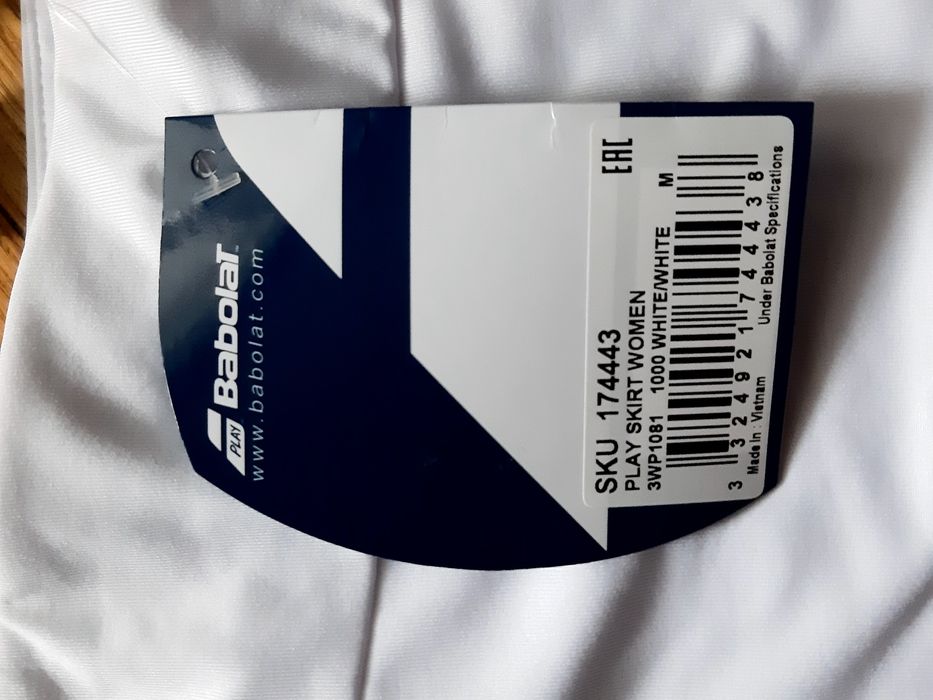 PLAY Babolat™
www.babolat.com
EAC
SKU 174443
PLAY SKIRT WOMEN
3WP1081 1000 WHITE/WHITE M
3 324921 744438
Made In : Vietnam Under Babolat Specifications